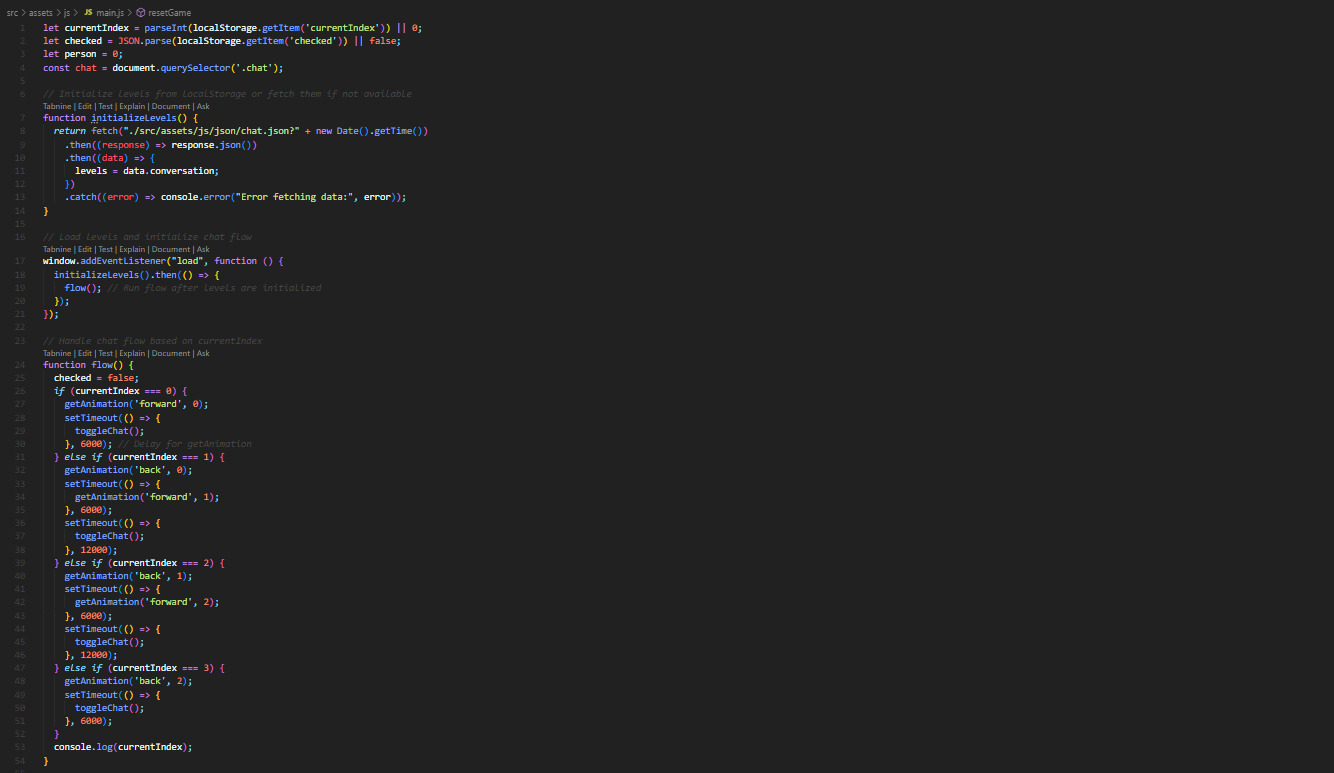 src > assets > js > JS main.js > resetGame
1 let currentIndex = parseInt(localStorage.getItem('currentIndex')) || 0;
2 let checked = JSON.parse(localStorage.getItem('checked')) || false;
3 let person = 0;
4 const chat = document.querySelector('.chat');
5
6 // Initialize levels from localStorage or fetch them if not available
Tabnine | Edit | Test | Explain | Document | Ask
7 function initializeLevels() {
8   return fetch("./src/assets/js/json/chat.json?" + new Date().getTime())
9     .then((response) => response.json())
10     .then((data) => {
11       levels = data.conversation;
12     })
13     .catch((error) => console.error("Error fetching data:", error));
14 }
15
16 // Load levels and initialize chat flow
Tabnine | Edit | Test | Explain | Document | Ask
17 window.addEventListener("load", function () {
18   initializeLevels().then(() => {
19     flow(); // Run flow after levels are initialized
20   });
21 });
22
23 // Handle chat flow based on currentIndex
Tabnine | Edit | Test | Explain | Document | Ask
24 function flow() {
25   checked = false;
26   if (currentIndex === 0) {
27     getAnimation('forward', 0);
28     setTimeout(() => {
29       toggleChat();
30     }, 6000); // Delay for getAnimation
31   } else if (currentIndex === 1) {
32     getAnimation('back', 0);
33     setTimeout(() => {
34       getAnimation('forward', 1);
35     }, 6000);
36     setTimeout(() => {
37       toggleChat();
38     }, 12000);
39   } else if (currentIndex === 2) {
40     getAnimation('back', 1);
41     setTimeout(() => {
42       getAnimation('forward', 2);
43     }, 6000);
44     setTimeout(() => {
45       toggleChat();
46     }, 12000);
47   } else if (currentIndex === 3) {
48     getAnimation('back', 2);
49     setTimeout(() => {
50       toggleChat();
51     }, 6000);
52   }
53   console.log(currentIndex);
54 }